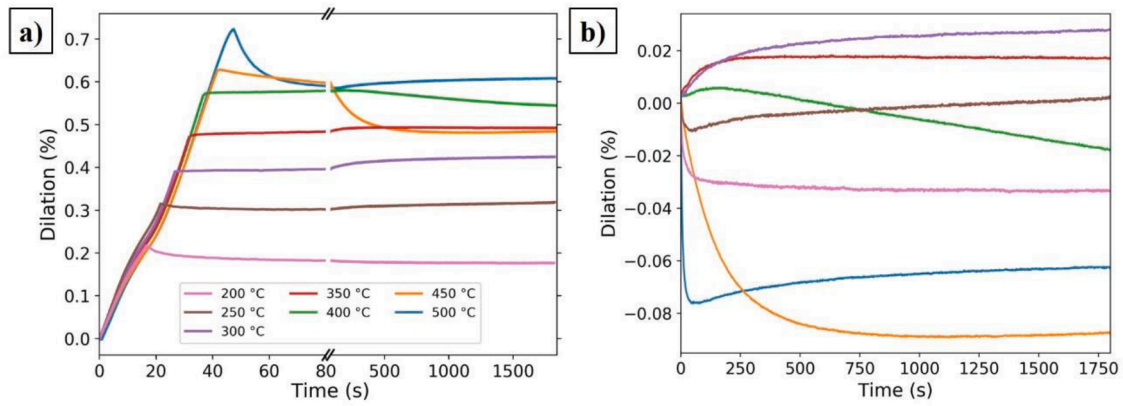 a)
Dilation (%)
0.7
0.6
0.5
0.4
0.3
0.2
0.1
0.0
200 °C
350 °C
450 °C
250 °C
400 °C
500 °C
300 °C
0
20
40
60
80
500
1000
1500
Time (s)
b)
Dilation (%)
0.02
0.00
−0.02
−0.04
−0.06
−0.08
0
250
500
750
1000
1250
1500
1750
Time (s)